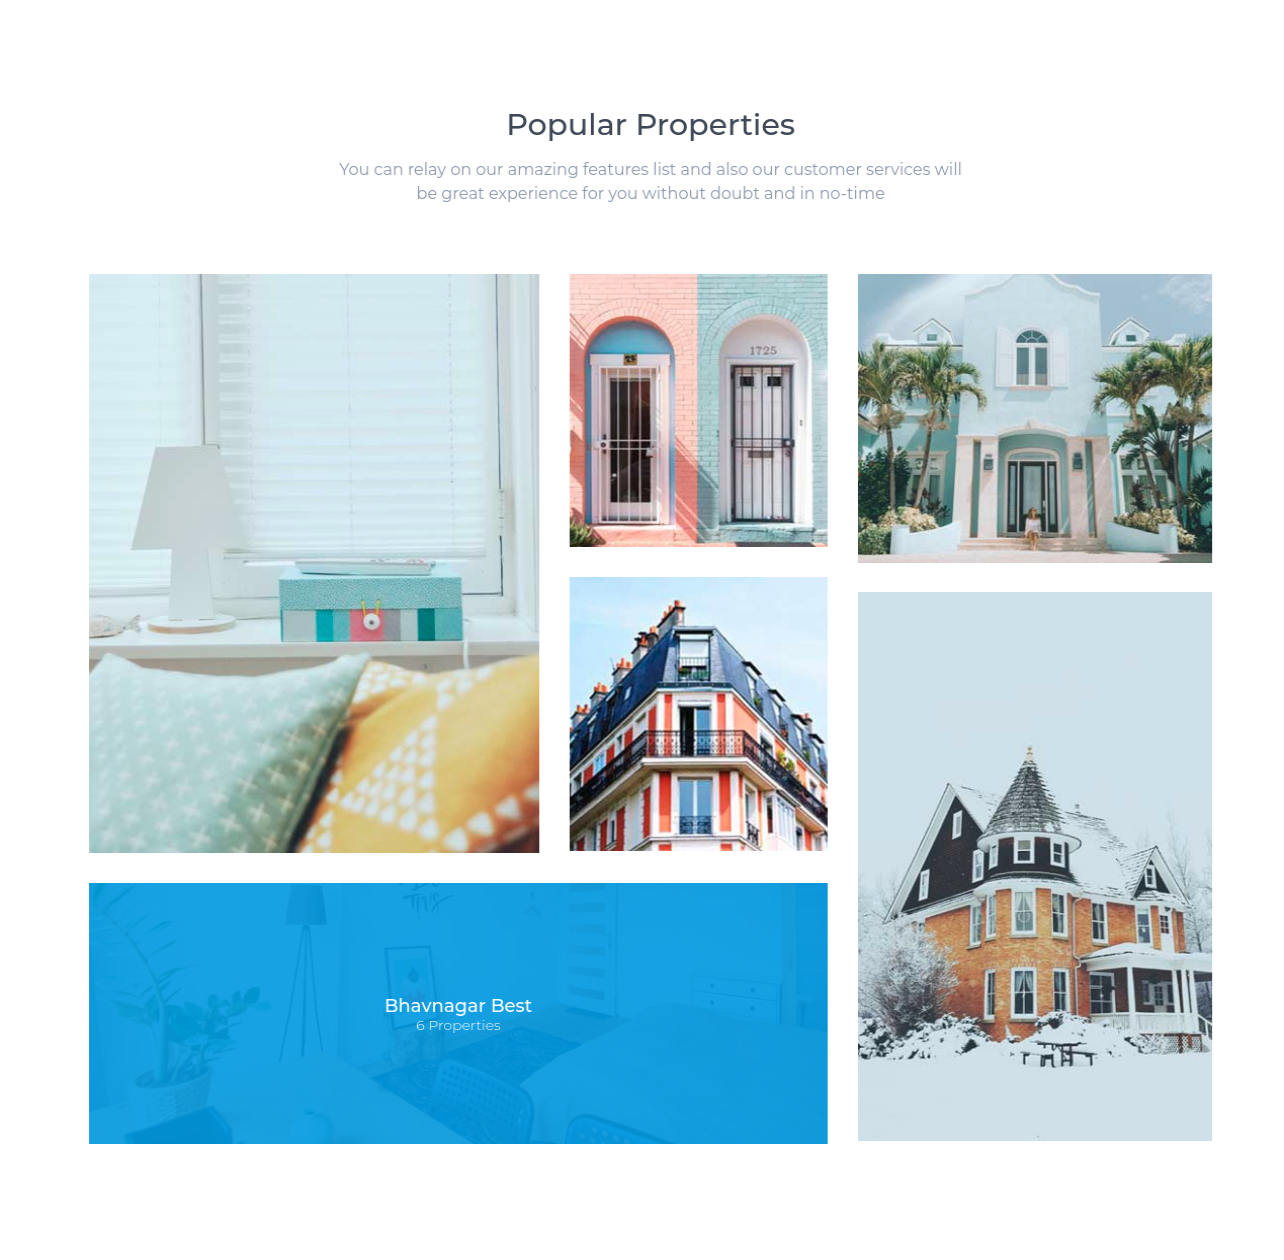 Popular Properties
You can relay on our amazing features list and also our customer services will
be great experience for you without doubt and in no-time
1725
Bhavnagar Best
6 Properties